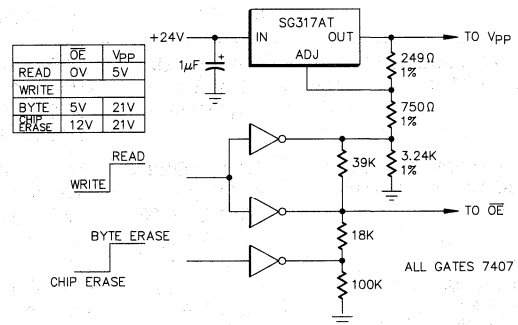 SG317AT
+24V
IN
OUT
TO VPP
ADJ
1μF
+
249Ω
1%
OE VPP
READ 0V 5V
WRITE
BYTE 5V 21V
CHIP ERASE 12V 21V
750Ω
1%
READ
WRITE
39K
3.24K
1%
TO OE
BYTE ERASE
18K
CHIP ERASE
100K
ALL GATES 7407